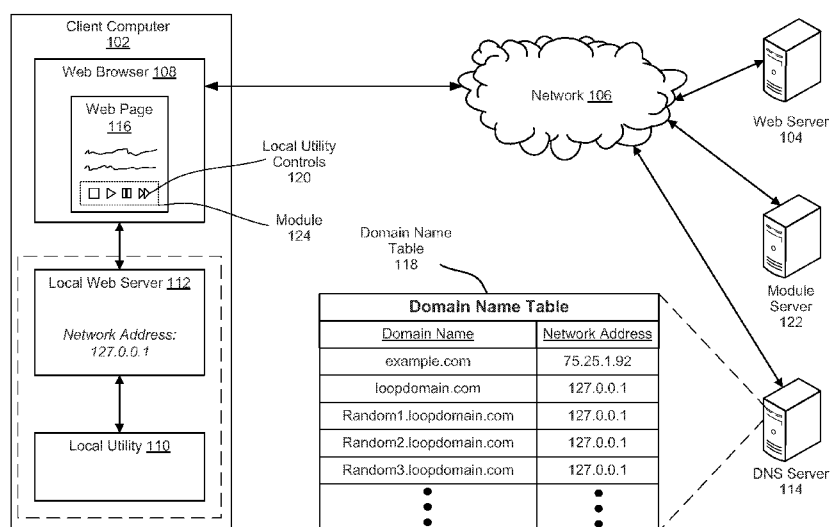 Client Computer
102
Web Browser 108
Web Page
116
Local Web Server 112
Network Address:
127.0.0.1
Local Utility 110
Local Utility
Controls
120
Module
124
Network 106
Web Server
104
Module
Server
122
DNS Server
114
Domain Name
Table
118
Domain Name Table
Domain Name Network Address
example.com 75.25.1.92
loopdomain.com 127.0.0.1
Random1.loopdomain.com 127.0.0.1
Random2.loopdomain.com 127.0.0.1
Random3.loopdomain.com 127.0.0.1